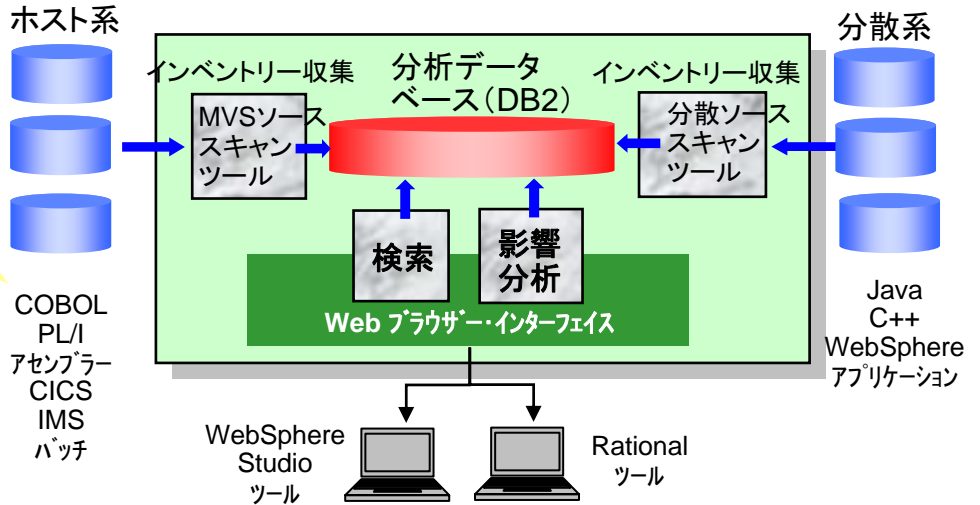 ホスト系
分散系
インベントリー収集
分析データ
ベース（DB2）
インベントリー収集
MVSソース
スキャン
ツール
分散ソース
スキャン
ツール
検索
影響
分析
Web ﾌﾞﾗｳｻﾞｰ・ｲﾝﾀｰﾌｪｲｽ
COBOL
PL/I
ｱｾﾝﾌﾞﾗｰ
CICS
IMS
ﾊﾞｯﾁ
Java
C++
WebSphere
ｱﾌﾟﾘｹｰｼｮﾝ
WebSphere
Studio
ﾂｰﾙ
Rational
ﾂｰﾙ